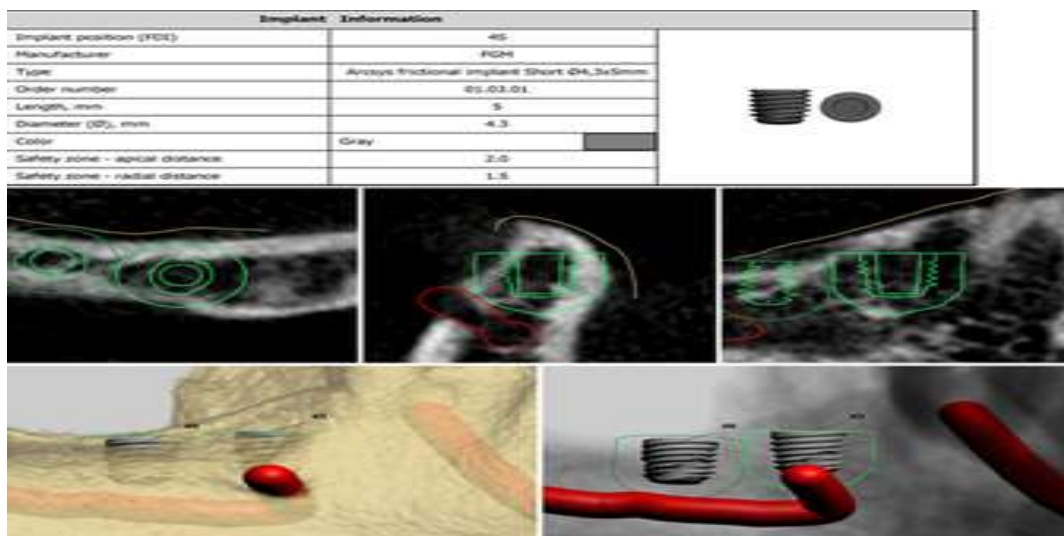 Implant Information
Implant position (FDI) 45
Manufacturer FGM
Type Arcsys frictional implant Short Ø4,3x5mm
Order number 01.03.01
Length, mm 5
Diameter (Ø), mm 4.3
Color Gray
Safety zone - apical distance 2.0
Safety zone - radial distance 1.5